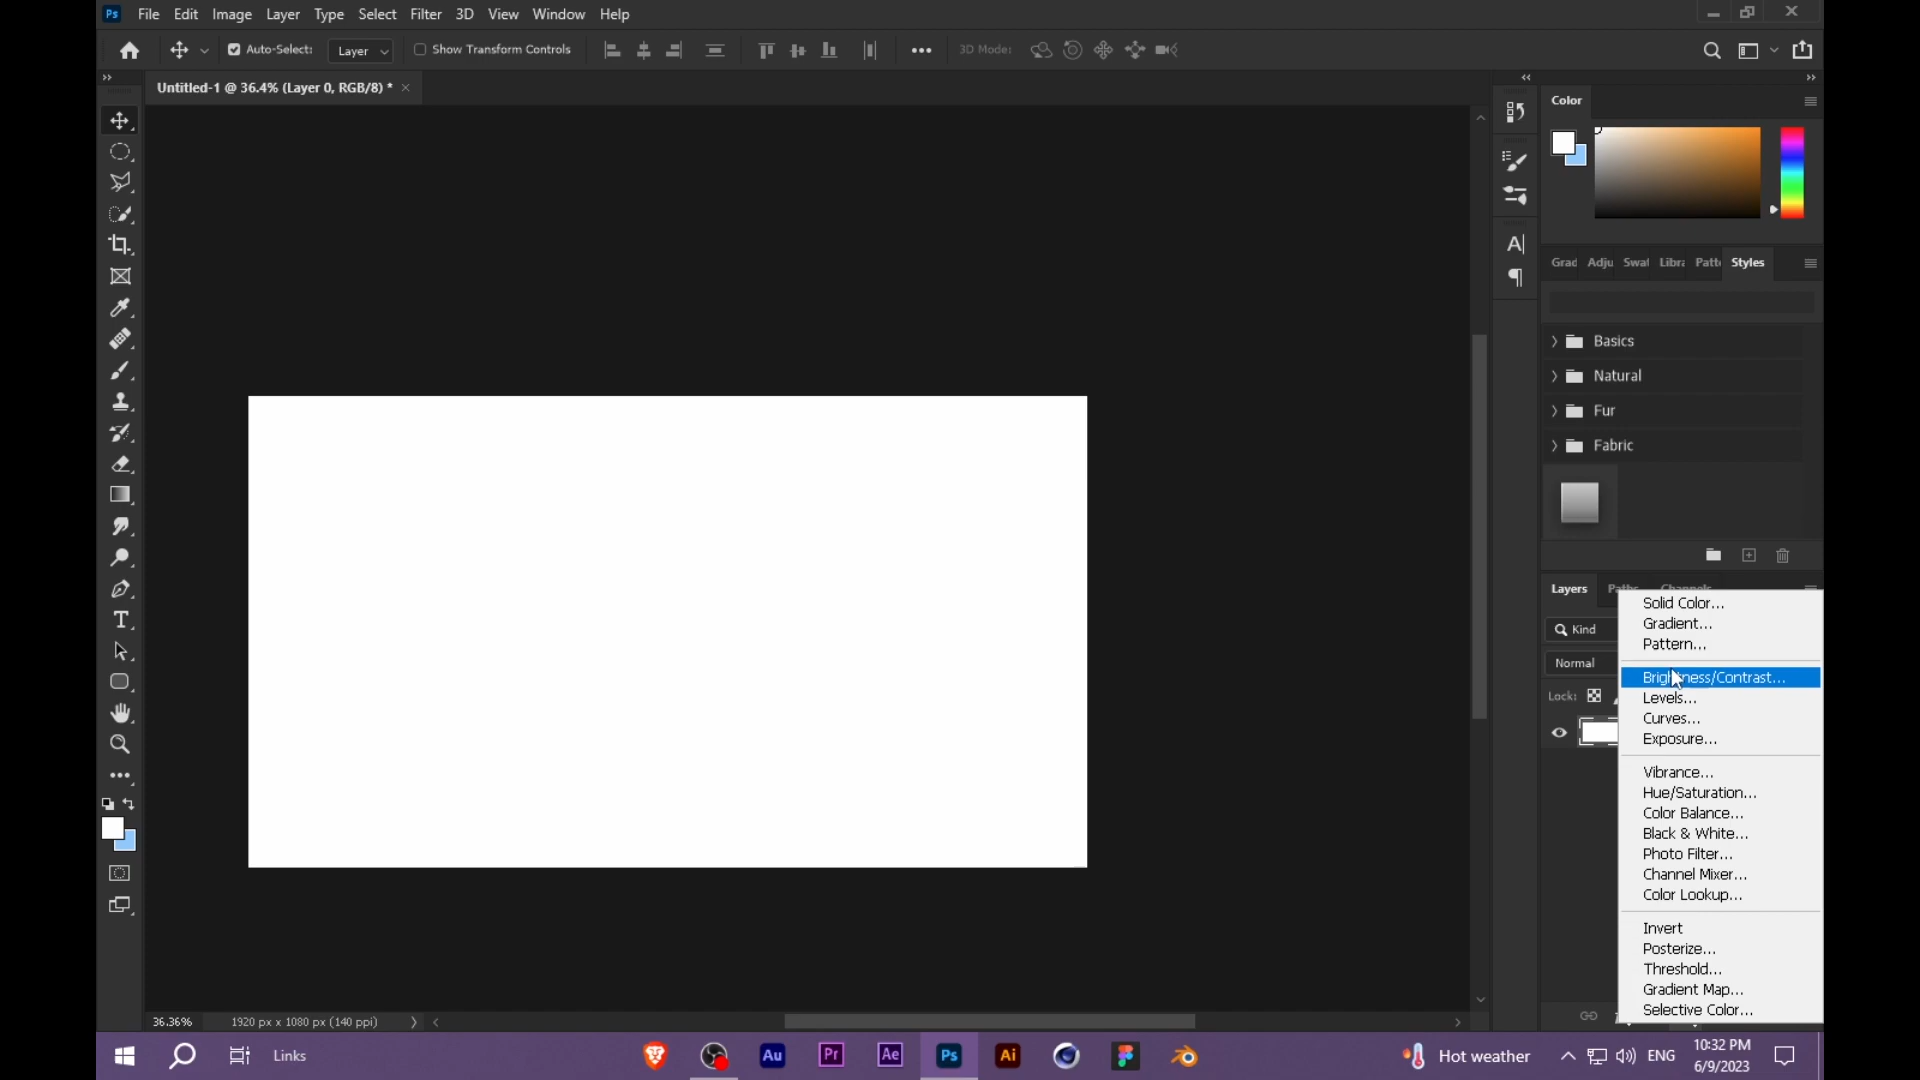 Ps File Edit Image Layer Type Select Filter 3D View Window Help
Auto-Select: Layer Show Transform Controls 3D Mode:
Untitled-1 @ 36.4% (Layer 0, RGB/8) *
Color
Grad Adju Swat Libra Patte Styles
Basics
Natural
Fur
Fabric
Layers Paths Channels
Kind
Normal
Lock:
Solid Color...
Gradient...
Pattern...
Brightness/Contrast...
Levels...
Curves...
Exposure...
Vibrance...
Hue/Saturation...
Color Balance...
Black & White...
Photo Filter...
Channel Mixer...
Color Lookup...
Invert
Posterize...
Threshold...
Gradient Map...
Selective Color...
36.36% 1920 px x 1080 px (140 ppi)
Links Au Pr Ae Ps Ai Hot weather ENG 10:32 PM
6/9/2023